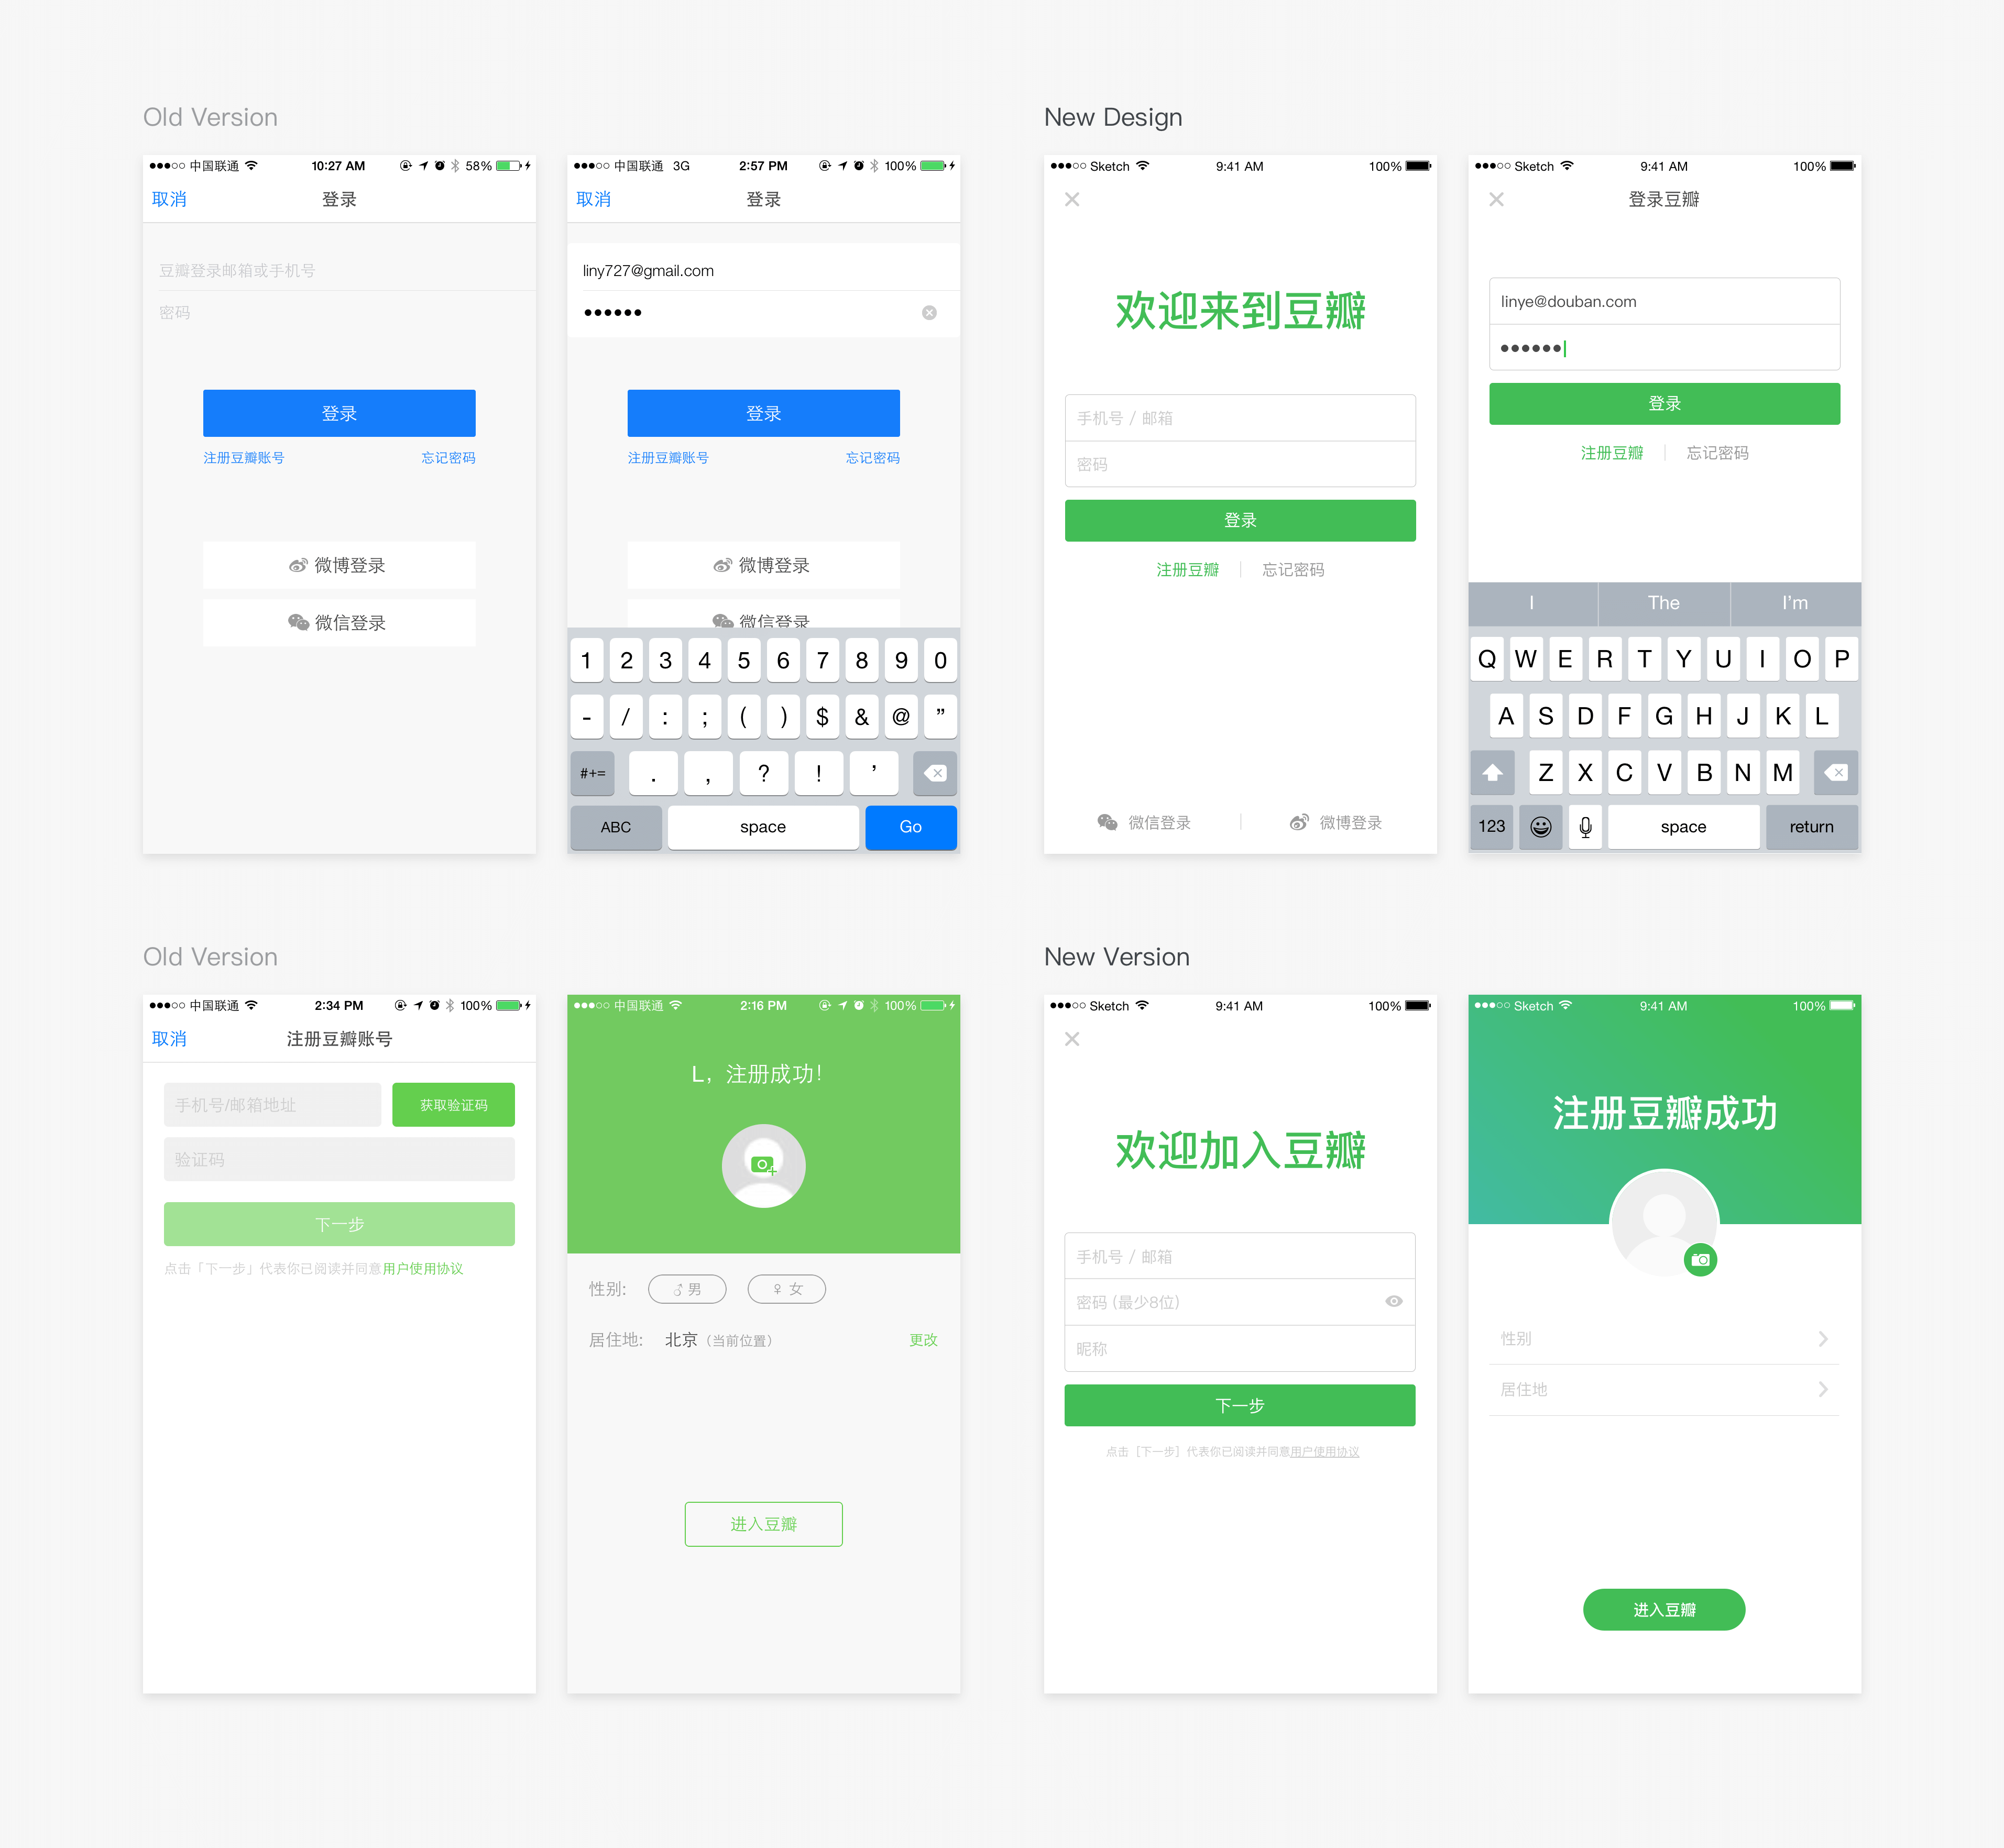 Old Version
中国联通 10:27 AM 58%
取消 登录
豆瓣登录邮箱或手机号
密码
登录
注册豆瓣账号 忘记密码
微博登录
微信登录
中国联通 3G 2:57 PM 100%
取消 登录
liny727@gmail.com
••••••
登录
注册豆瓣账号 忘记密码
微博登录
微信登录
1 2 3 4 5 6 7 8 9 0
- / : ; ( ) $ & @ ”
#+= . , ? ! ’
ABC space Go
New Design
Sketch 9:41 AM 100%
欢迎来到豆瓣
手机号 / 邮箱
密码
登录
注册豆瓣 忘记密码
微信登录 微博登录
Sketch 9:41 AM 100%
登录豆瓣
linye@douban.com
••••••
登录
注册豆瓣 忘记密码
I The I’m
Q W E R T Y U I O P
A S D F G H J K L
Z X C V B N M
123 space return
Old Version
中国联通 2:34 PM 100%
取消 注册豆瓣账号
手机号/邮箱地址 获取验证码
验证码
下一步
点击「下一步」代表你已阅读并同意用户使用协议
中国联通 2:16 PM 100%
L，注册成功！
性别: ♂ 男 ♀ 女
居住地: 北京（当前位置） 更改
进入豆瓣
New Version
Sketch 9:41 AM 100%
欢迎加入豆瓣
手机号 / 邮箱
密码 (最少8位)
昵称
下一步
点击［下一步］代表你已阅读并同意用户使用协议
Sketch 9:41 AM 100%
注册豆瓣成功
性别
居住地
进入豆瓣